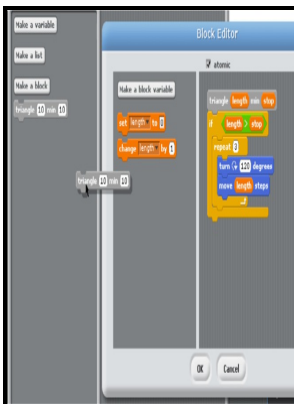 Make a variable
Make a list
Make a block
triangle 10 min 10
Block Editor
atomic
Make a block variable
set length to 0
change length by 1
triangle 10 min 10
triangle length min stop
if length > stop
repeat 3
turn 120 degrees
move length steps
OK
Cancel